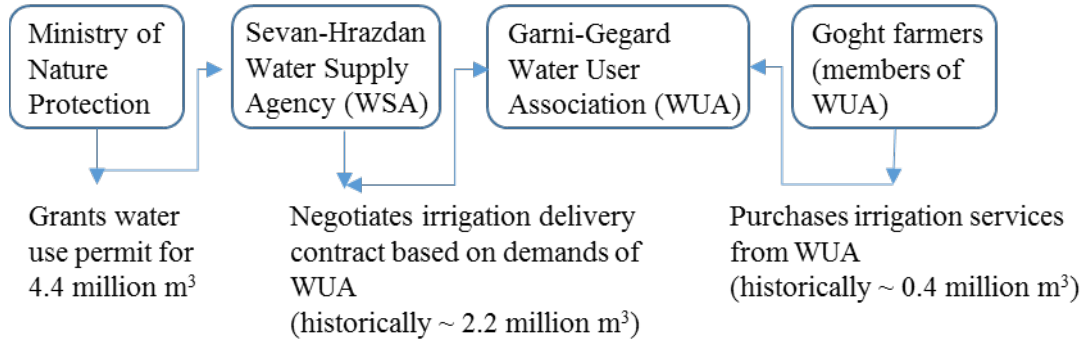 Ministry of
Nature
Protection
Sevan-Hrazdan
Water Supply
Agency (WSA)
Garni-Gegard
Water User
Association (WUA)
Goght farmers
(members of
WUA)
Grants water
use permit for
4.4 million m³
Negotiates irrigation delivery
contract based on demands of
WUA
(historically ~ 2.2 million m³)
Purchases irrigation services
from WUA
(historically ~ 0.4 million m³)